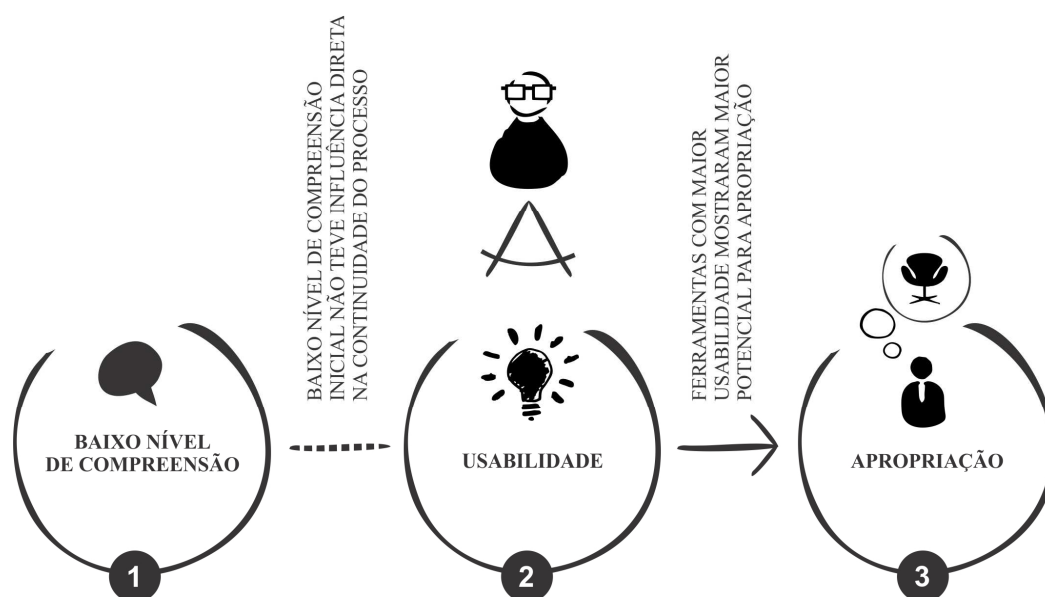 BAIXO NÍVEL
DE COMPREENSÃO
1
BAIXO NÍVEL DE COMPREENSÃO
INICIAL NÃO TEVE INFLUÊNCIA DIRETA
NA CONTINUIDADE DO PROCESSO
USABILIDADE
2
FERRAMENTAS COM MAIOR
USABILIDADE MOSTRARAM MAIOR
POTENCIAL PARA APROPRIAÇÃO
APROPRIAÇÃO
3